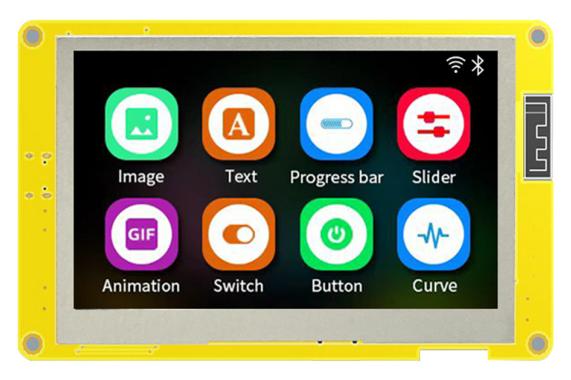 Image
Text
Progress bar
Slider
A
GIF
Animation
Switch
Button
Curve